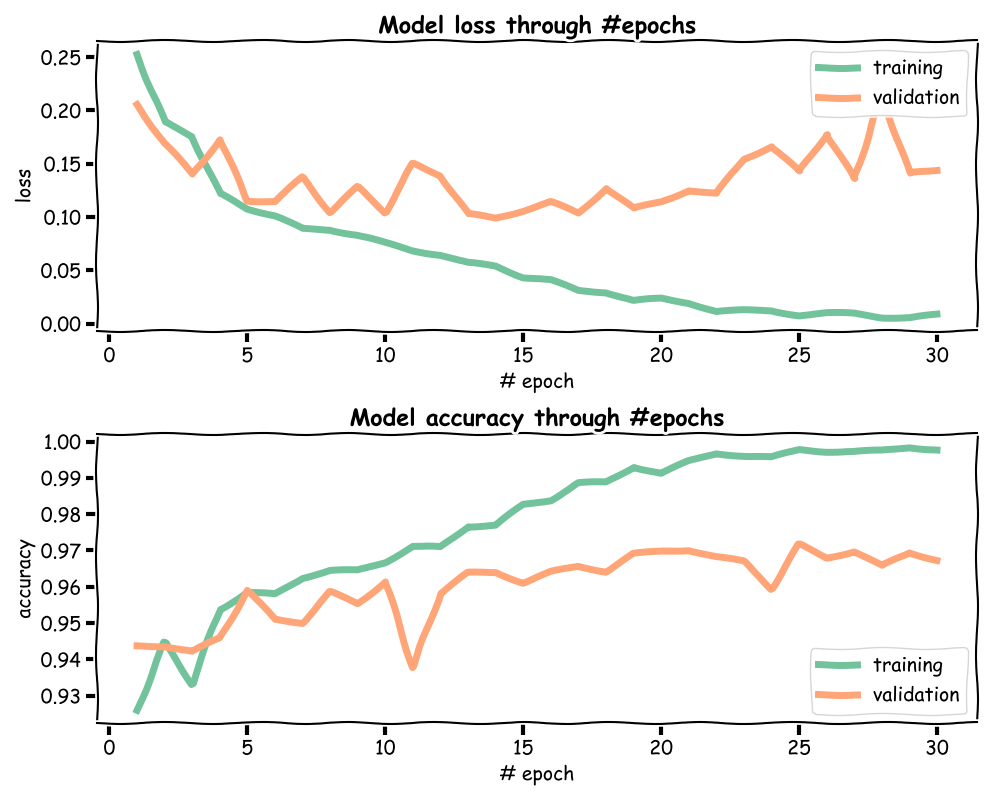 Model loss through #epochs
0.25
0.20
0.15
0.10
0.05
0.00
loss
training
validation
0 5 10 15 20 25 30
# epoch
Model accuracy through #epochs
1.00
0.99
0.98
0.97
0.96
0.95
0.94
0.93
accuracy
training
validation
0 5 10 15 20 25 30
# epoch